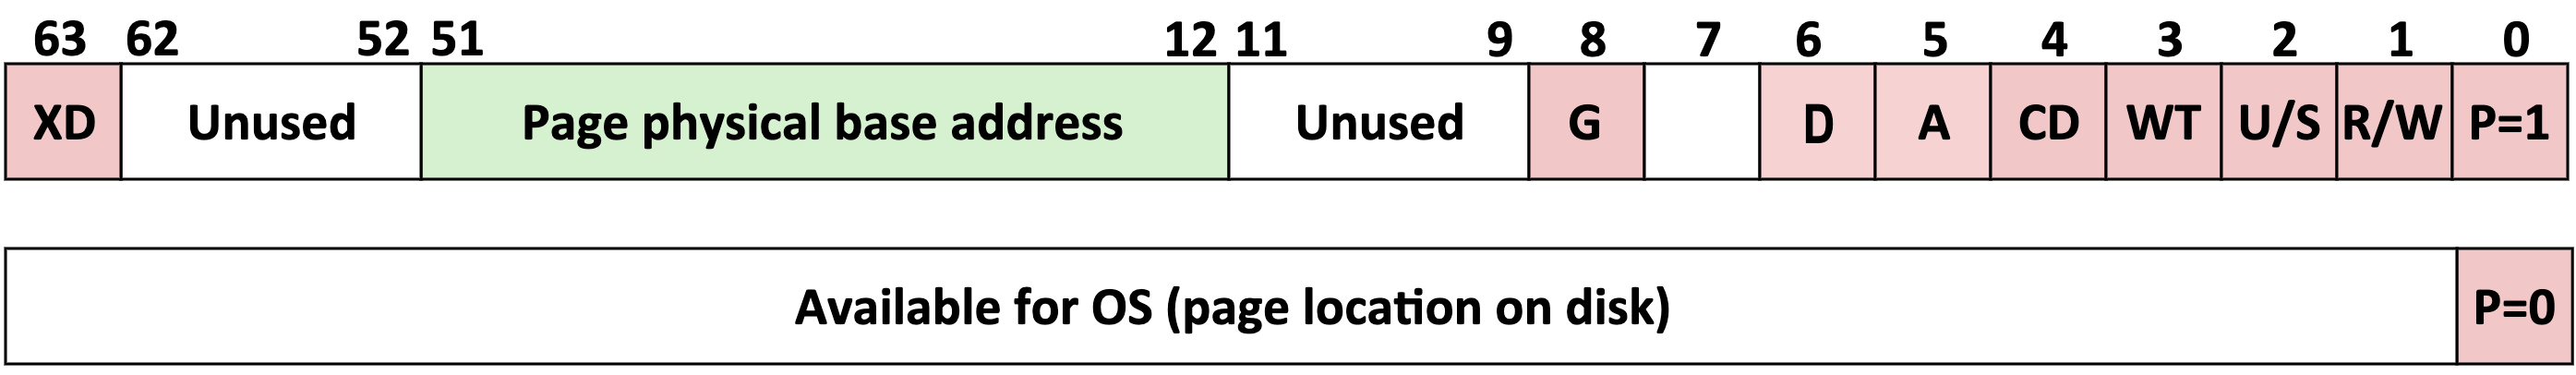 63 62 52 51 12 11 9 8 7 6 5 4 3 2 1 0
XD Unused Page physical base address Unused G D A CD WT U/S R/W P=1
Available for OS (page location on disk) P=0